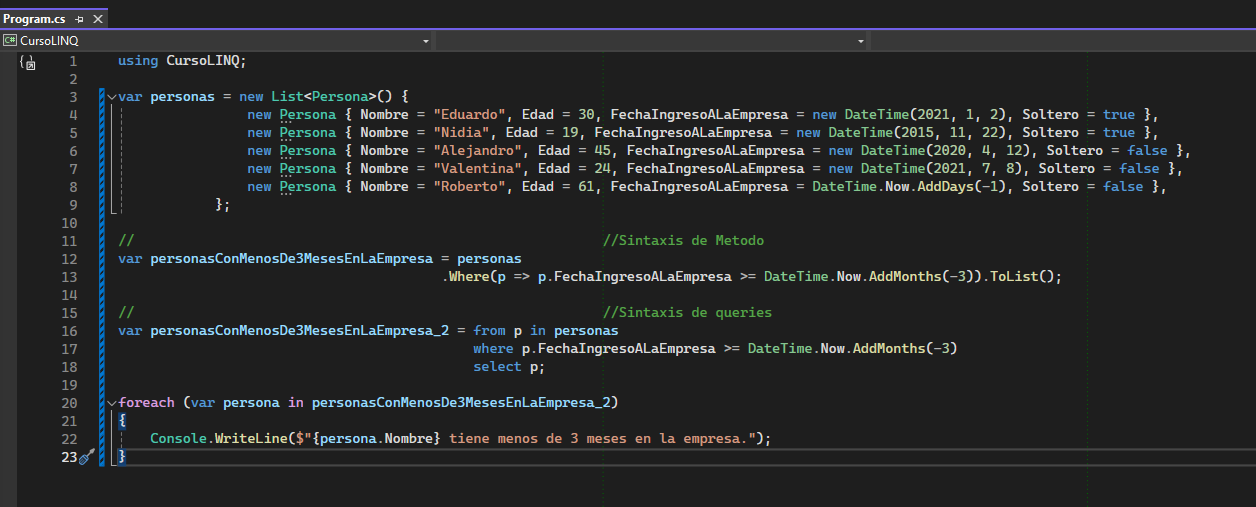 Program.cs
C# CursoLINQ
1 using CursoLINQ;
2
3 var personas = new List<Persona>() {
4 new Persona { Nombre = "Eduardo", Edad = 30, FechaIngresoALaEmpresa = new DateTime(2021, 1, 2), Soltero = true },
5 new Persona { Nombre = "Nidia", Edad = 19, FechaIngresoALaEmpresa = new DateTime(2015, 11, 22), Soltero = true },
6 new Persona { Nombre = "Alejandro", Edad = 45, FechaIngresoALaEmpresa = new DateTime(2020, 4, 12), Soltero = false },
7 new Persona { Nombre = "Valentina", Edad = 24, FechaIngresoALaEmpresa = new DateTime(2021, 7, 8), Soltero = false },
8 new Persona { Nombre = "Roberto", Edad = 61, FechaIngresoALaEmpresa = DateTime.Now.AddDays(-1), Soltero = false },
9 };
10
11 // //Sintaxis de Metodo
12 var personasConMenosDe3MesesEnLaEmpresa = personas
13 .Where(p => p.FechaIngresoALaEmpresa >= DateTime.Now.AddMonths(-3)).ToList();
14
15 // //Sintaxis de queries
16 var personasConMenosDe3MesesEnLaEmpresa_2 = from p in personas
17 where p.FechaIngresoALaEmpresa >= DateTime.Now.AddMonths(-3)
18 select p;
19
20 foreach (var persona in personasConMenosDe3MesesEnLaEmpresa_2)
21 {
22 Console.WriteLine($"{persona.Nombre} tiene menos de 3 meses en la empresa.");
23 }